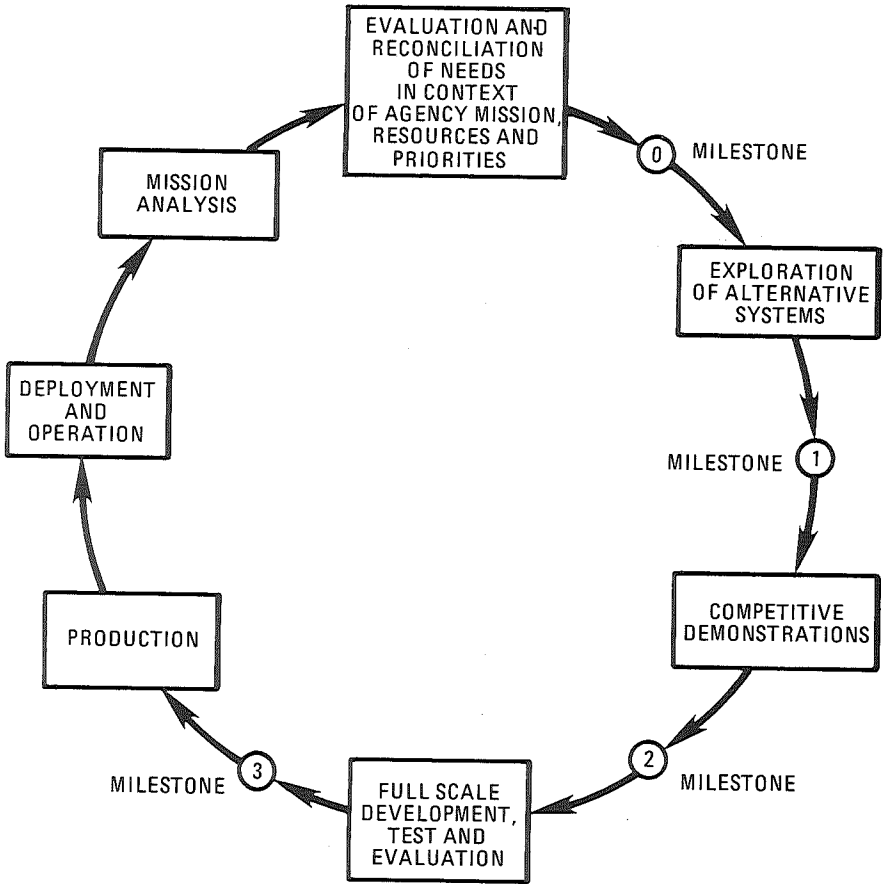 EVALUATION AND
RECONCILIATION
OF NEEDS
IN CONTEXT
OF AGENCY MISSION,
RESOURCES AND
PRIORITIES
0 MILESTONE
EXPLORATION
OF ALTERNATIVE
SYSTEMS
MILESTONE 1
COMPETITIVE
DEMONSTRATIONS
2 MILESTONE
FULL SCALE
DEVELOPMENT,
TEST AND
EVALUATION
MILESTONE 3
PRODUCTION
DEPLOYMENT
AND
OPERATION
MISSION
ANALYSIS